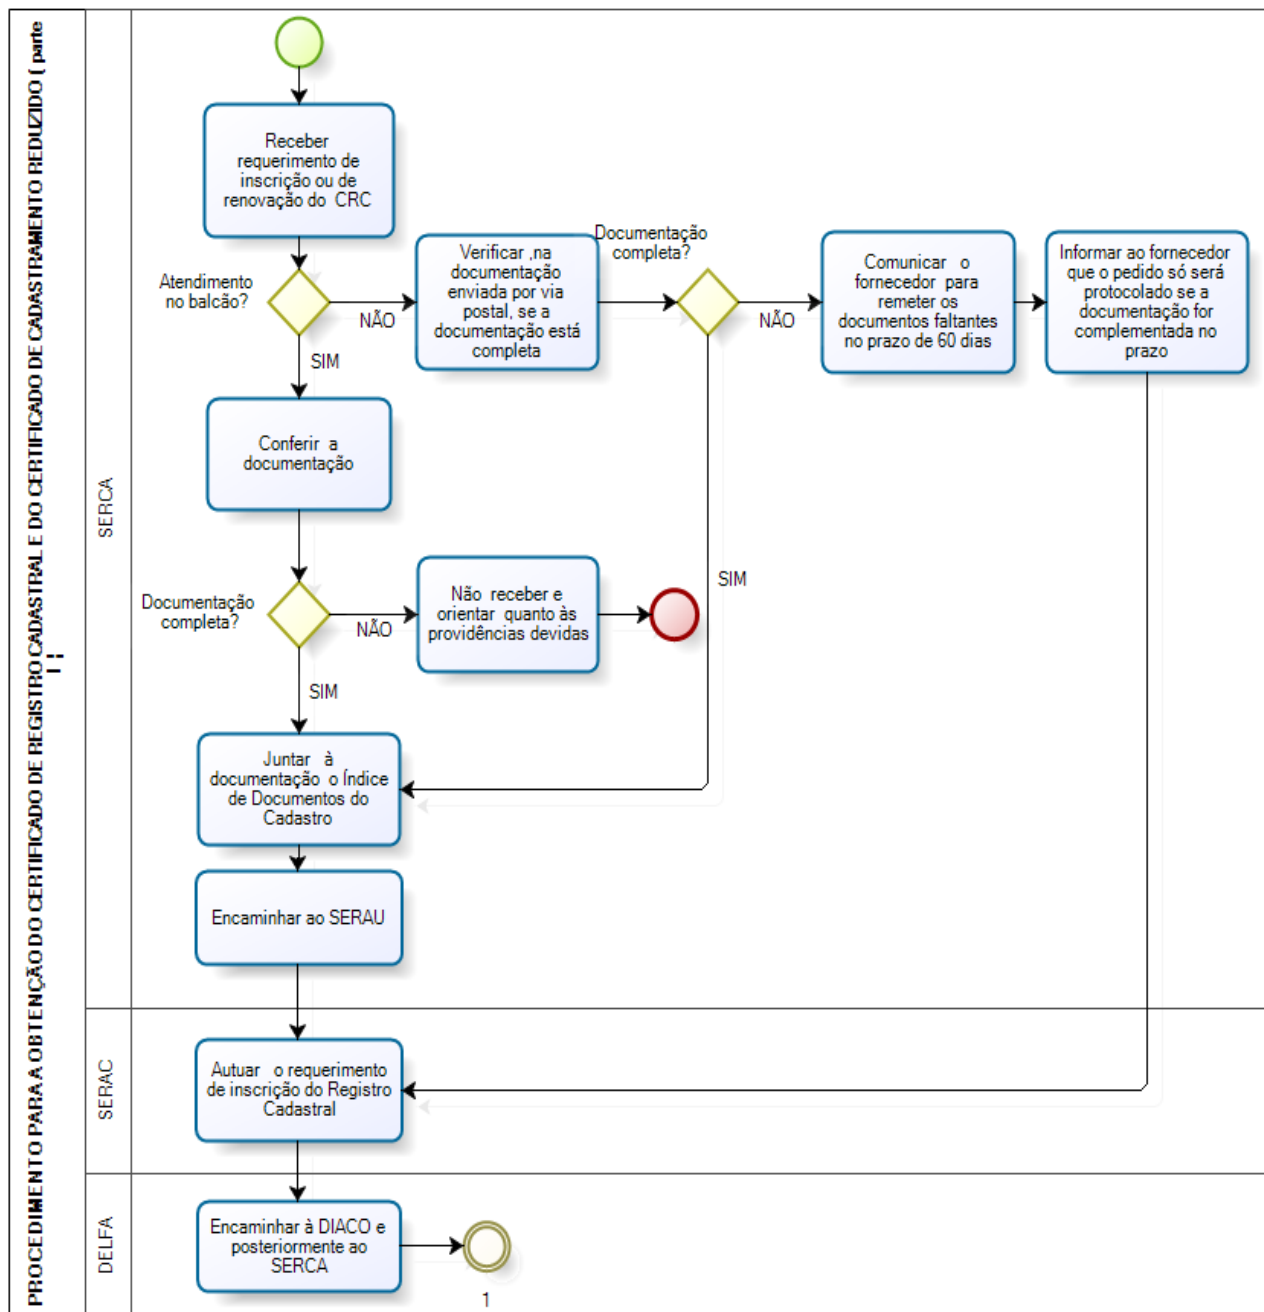 PROCEDIMENTO PARA A OBTENÇÃO DO CERTIFICADO DE REGISTRO CADASTRAL E DO CERTIFICADO DE CADASTRAMENTO REDUZIDO ( parte
SERCA
Receber
requerimento de
inscrição ou de
renovação do CRC
Atendimento
no balcão?
NÃO
SIM
Verificar ,na
documentação
enviada por via
postal, se a
documentação está
completa
Documentação
completa?
NÃO
SIM
Comunicar o
fornecedor para
remeter os
documentos faltantes
no prazo de 60 dias
Informar ao fornecedor
que o pedido só será
protocolado se a
documentação for
complementada no
prazo
Conferir a
documentação
Documentação
completa?
NÃO
SIM
Não receber e
orientar quanto às
providências devidas
Juntar à
documentação o Índice
de Documentos do
Cadastro
Encaminhar ao SERAU
SERAC
Autuar o requerimento
de inscrição do Registro
Cadastral
DELFA
Encaminhar à DIACO e
posteriormente ao
SERCA
1